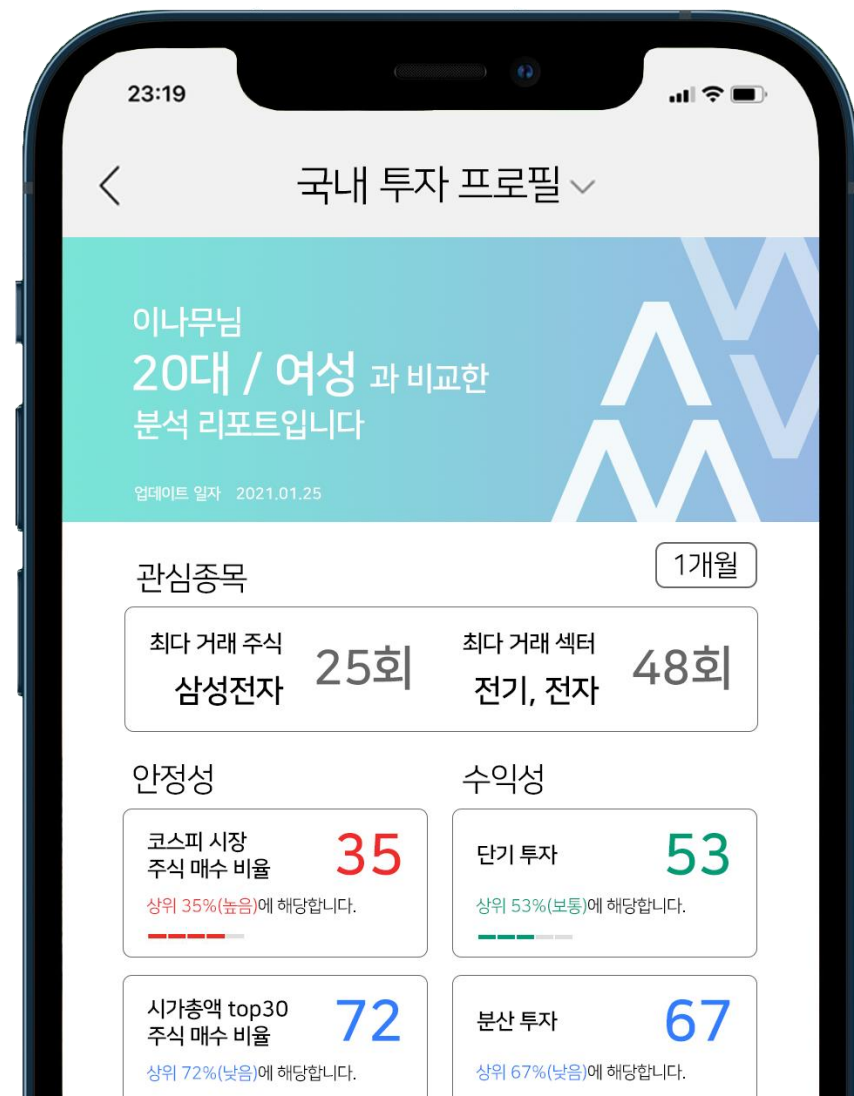 23:19
국내 투자 프로필
이나무님
20대 / 여성 과 비교한
분석 리포트입니다
업데이트 일자 2021.01.25
관심종목
1개월
최다 거래 주식
삼성전자
25회
최다 거래 섹터
전기, 전자
48회
안정성
수익성
코스피 시장
주식 매수 비율
35
상위 35%(높음)에 해당합니다.
단기 투자
53
상위 53%(보통)에 해당합니다.
시가총액 top30
주식 매수 비율
72
상위 72%(낮음)에 해당합니다.
분산 투자
67
상위 67%(낮음)에 해당합니다.